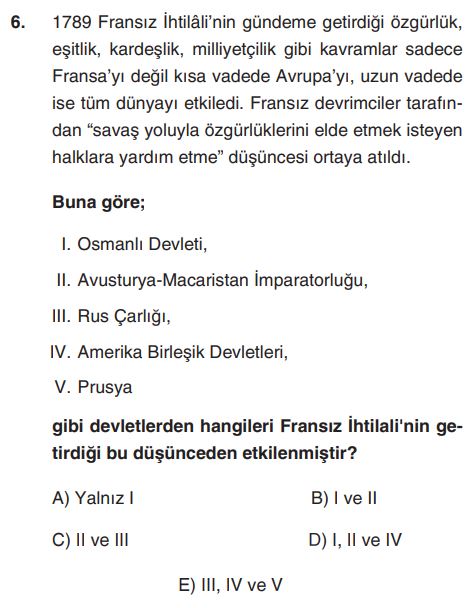 6. 1789 Fransız İhtilâli’nin gündeme getirdiği özgürlük,
eşitlik, kardeşlik, milliyetçilik gibi kavramlar sadece
Fransa’yı değil kısa vadede Avrupa’yı, uzun vadede
ise tüm dünyayı etkiledi. Fransız devrimciler tarafın-
dan “savaş yoluyla özgürlüklerini elde etmek isteyen
halklara yardım etme” düşüncesi ortaya atıldı.
Buna göre;
I. Osmanlı Devleti,
II. Avusturya-Macaristan İmparatorluğu,
III. Rus Çarlığı,
IV. Amerika Birleşik Devletleri,
V. Prusya
gibi devletlerden hangileri Fransız İhtilali'nin ge-
tirdiği bu düşünceden etkilenmiştir?
A) Yalnız I B) I ve II
C) II ve III D) I, II ve IV
E) III, IV ve V